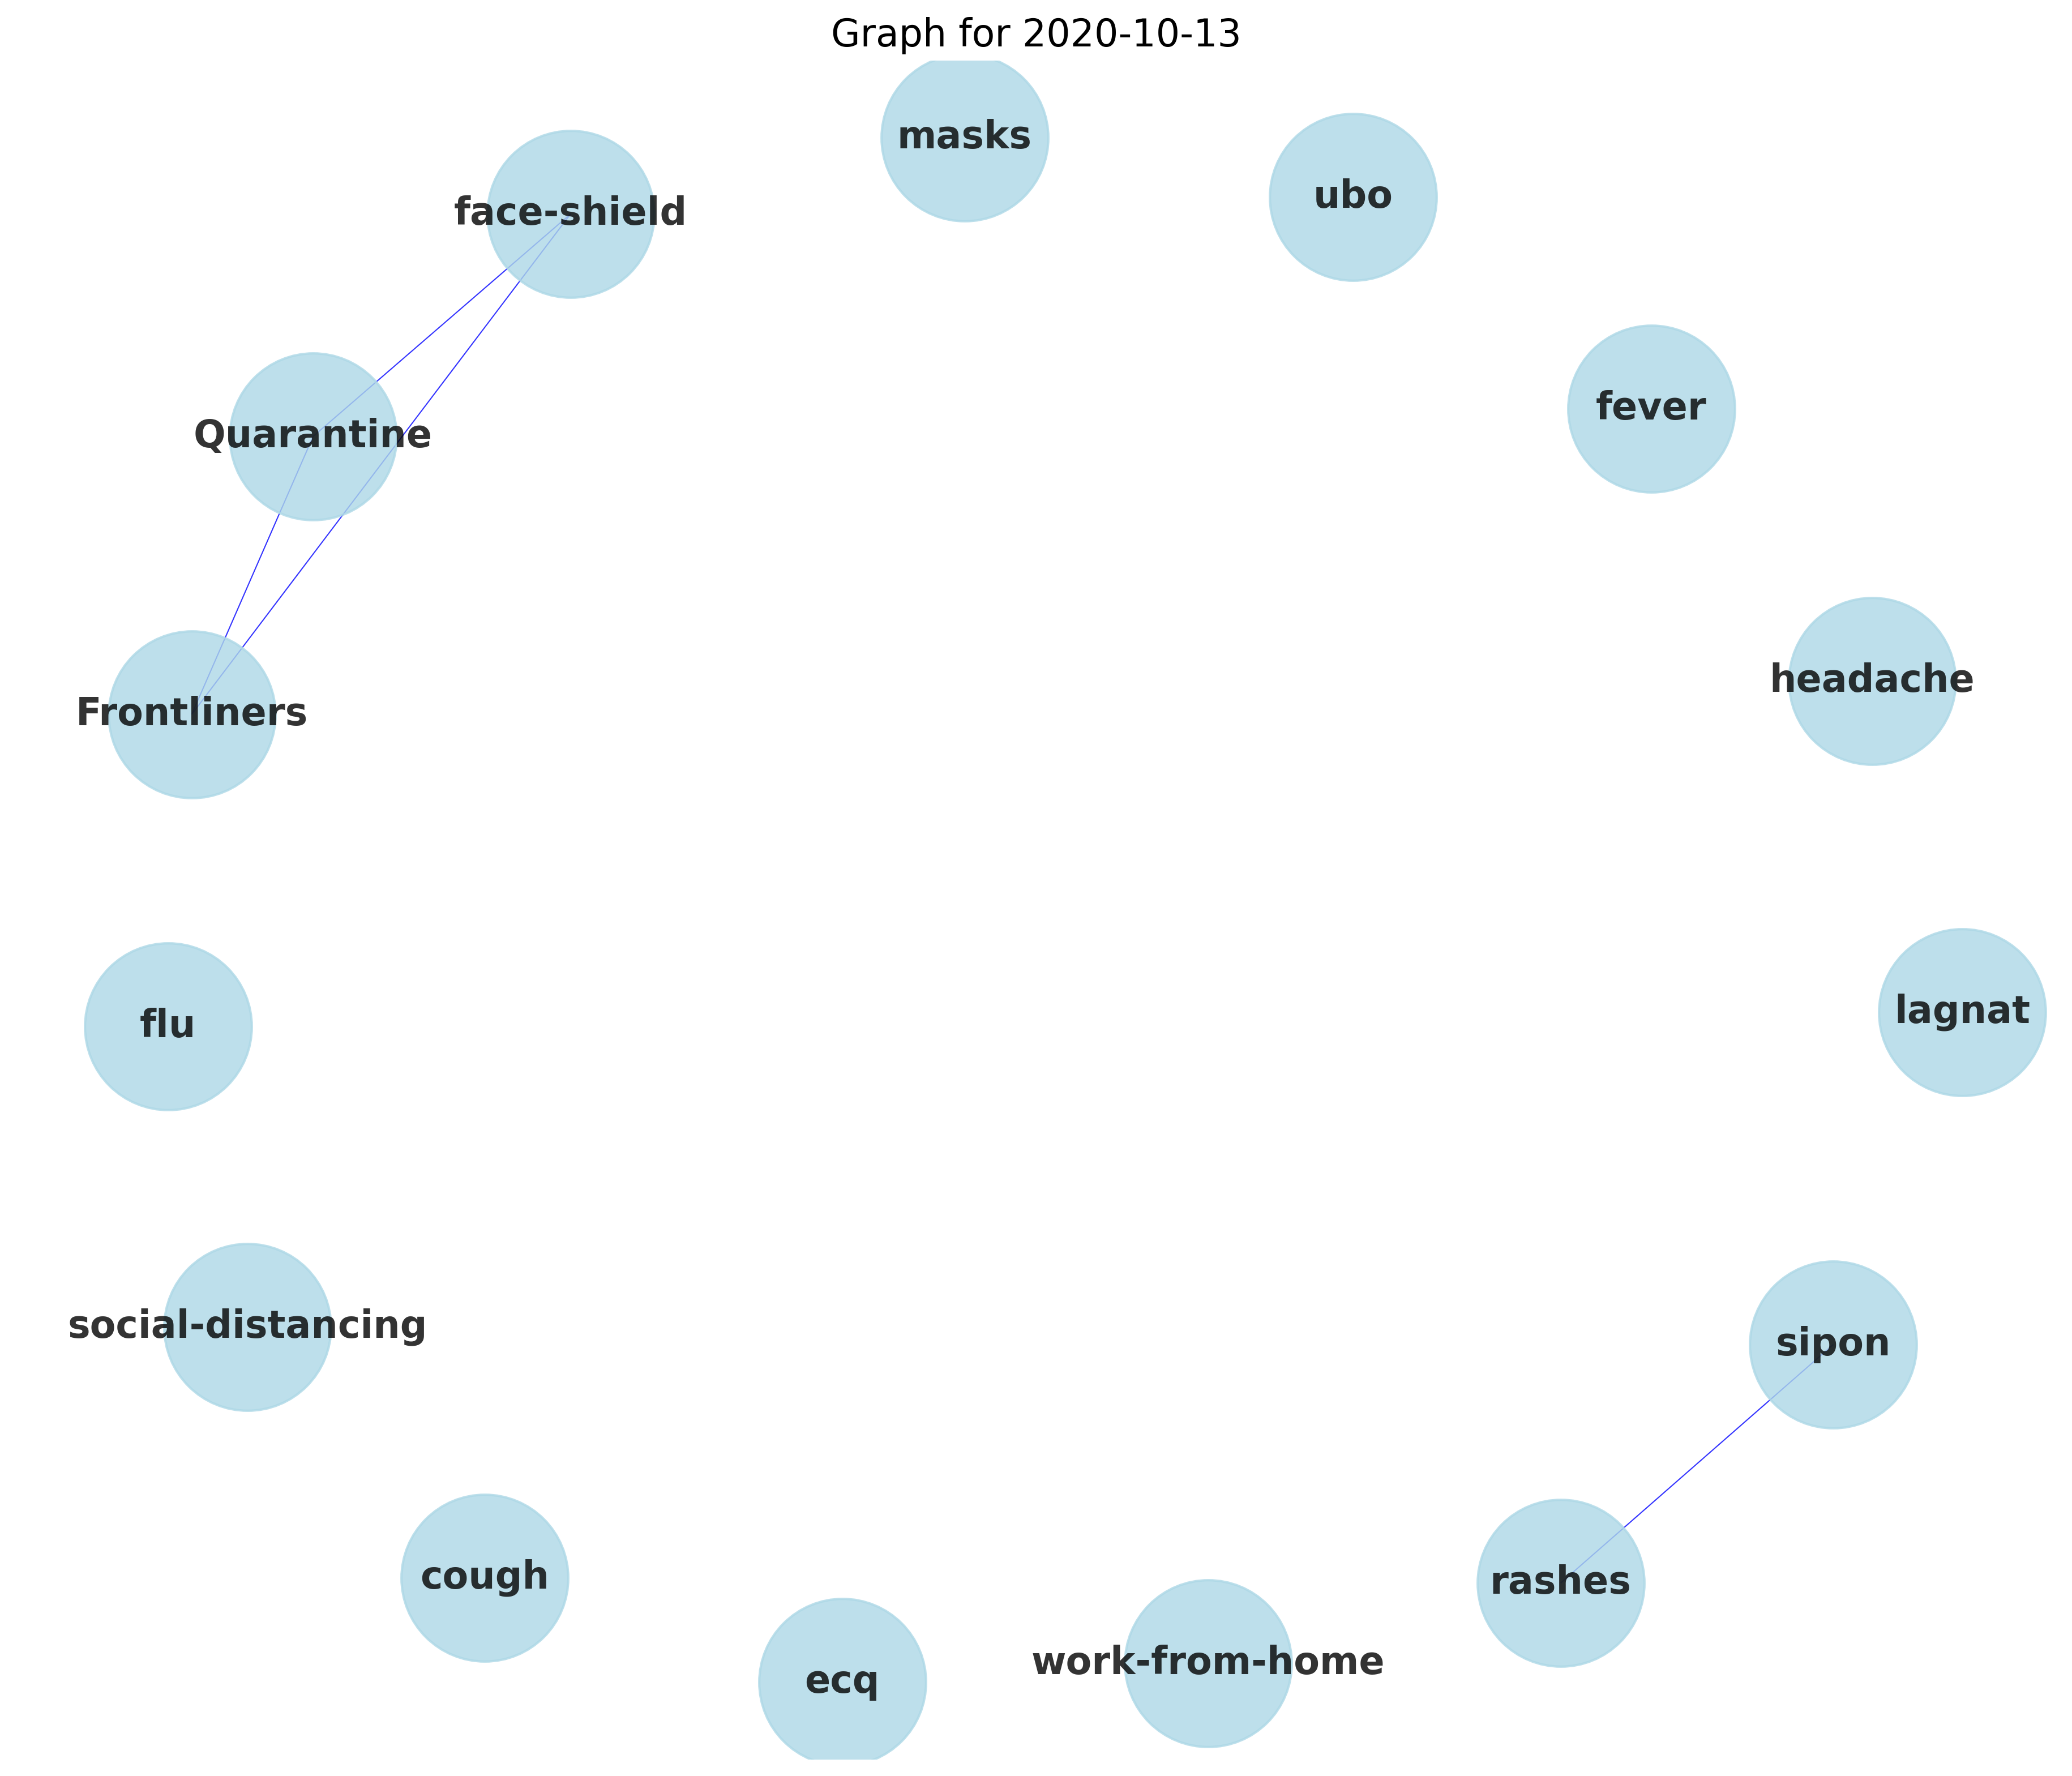 Graph for 2020-10-13
masks
ubo
face-shield
fever
Quarantine
headache
Frontliners
lagnat
flu
social-distancing
sipon
cough
rashes
work-from-home
ecq